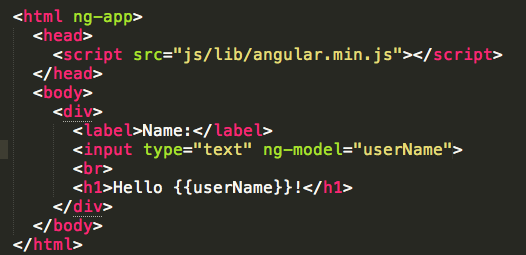 <html ng-app>
<head>
<script src="js/lib/angular.min.js"></script>
</head>
<body>
<div>
<label>Name:</label>
<input type="text" ng-model="userName">
<br>
<h1>Hello {{userName}}!</h1>
</div>
</body>
</html>